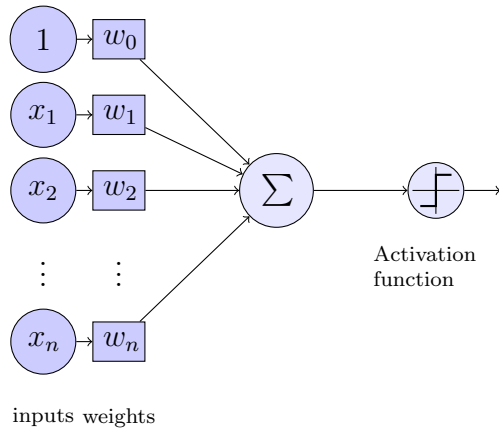 1 w₀
x₁ w₁
x₂ w₂
∑
⋮ ⋮
xₙ wₙ
Activation
function
inputs weights